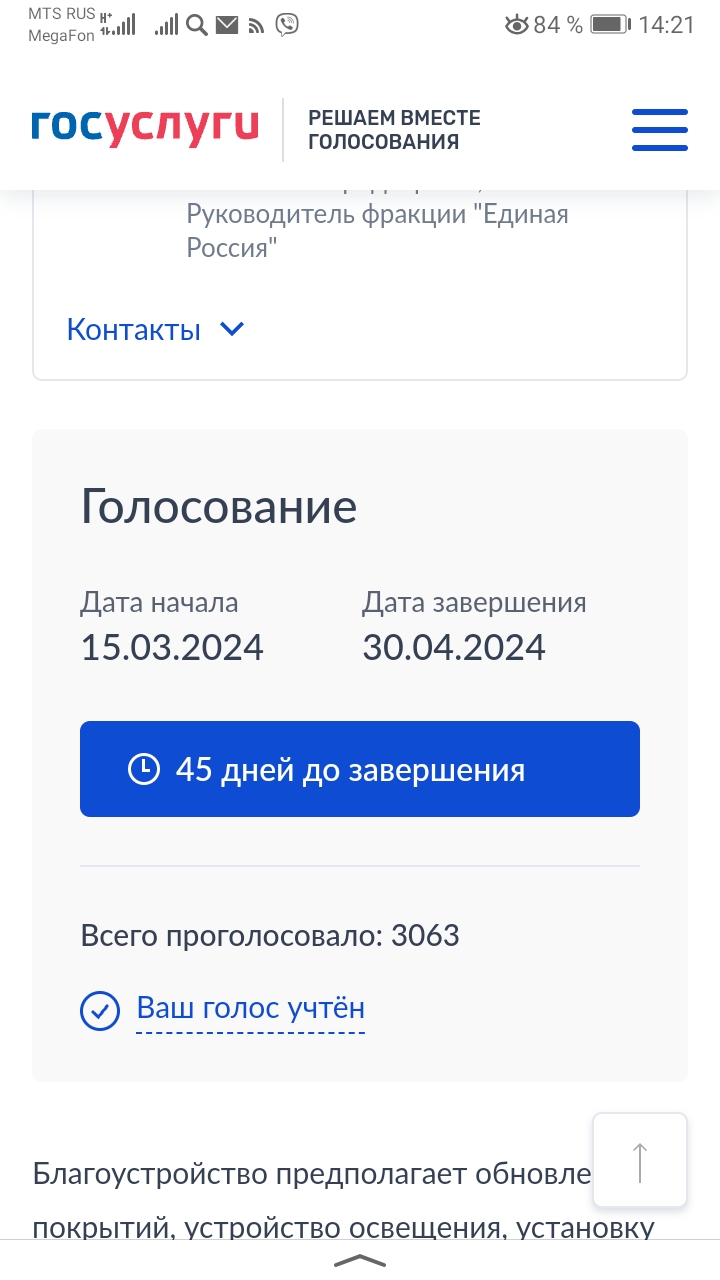 MTS RUS
MegaFon
84 %
14:21
госуслуги
РЕШАЕМ ВМЕСТЕ
ГОЛОСОВАНИЯ
Руководитель фракции "Единая
Россия"
Контакты
Голосование
Дата начала
Дата завершения
15.03.2024
30.04.2024
45 дней до завершения
Всего проголосовало: 3063
Ваш голос учтён
Благоустройство предполагает обновле
покрытий, устройство освещения, установку